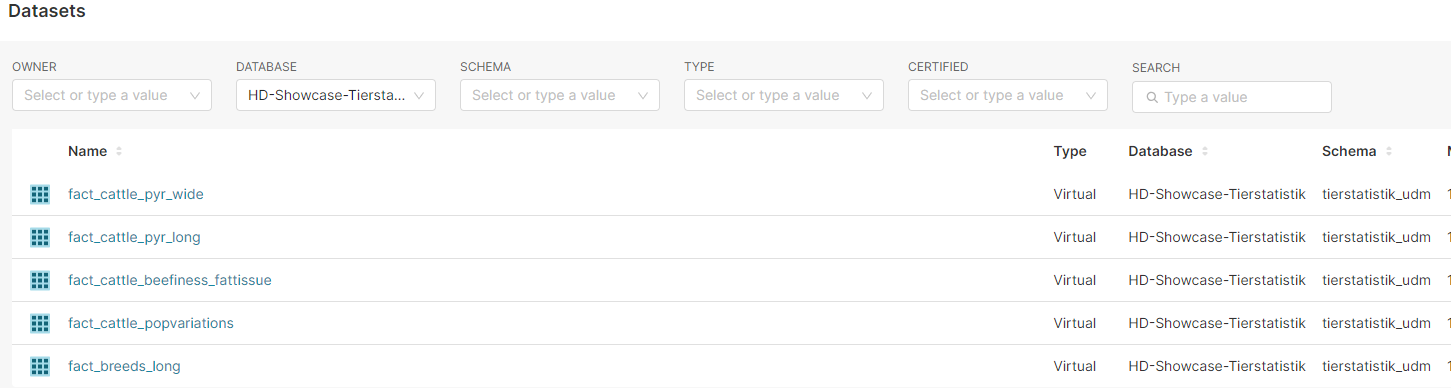 Datasets
OWNER DATABASE SCHEMA TYPE CERTIFIED SEARCH
Select or type a value HD-Showcase-Tiersta... Select or type a value Select or type a value Select or type a value Type a value
Name Type Database Schema
fact_cattle_pyr_wide Virtual HD-Showcase-Tierstatistik tierstatistik_udm
fact_cattle_pyr_long Virtual HD-Showcase-Tierstatistik tierstatistik_udm
fact_cattle_beefiness_fattissue Virtual HD-Showcase-Tierstatistik tierstatistik_udm
fact_cattle_popvariations Virtual HD-Showcase-Tierstatistik tierstatistik_udm
fact_breeds_long Virtual HD-Showcase-Tierstatistik tierstatistik_udm